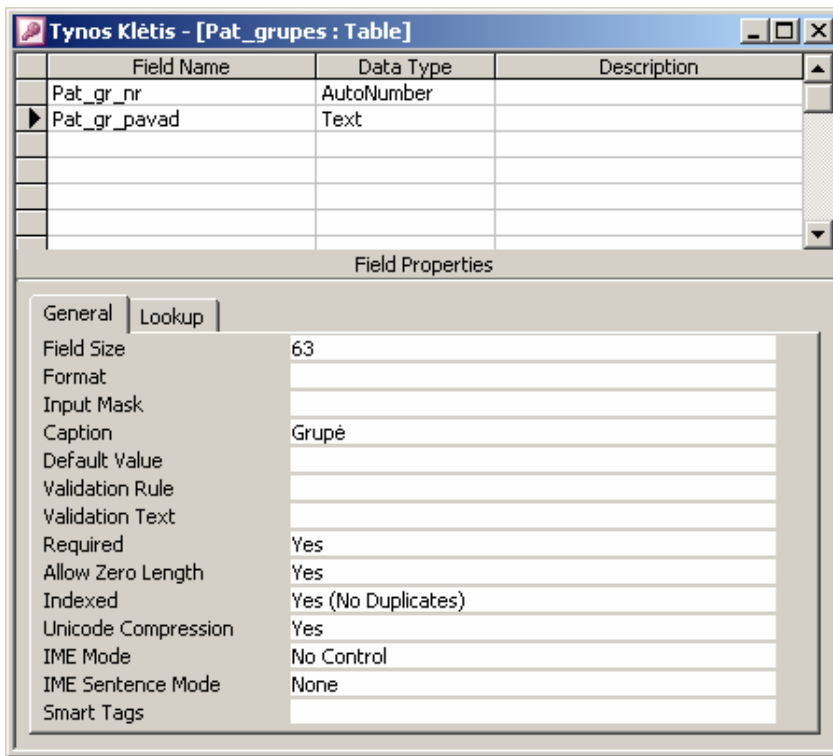 Tynos Klėtis - [Pat_grupes : Table]
Field Name Data Type Description
Pat_gr_nr AutoNumber
Pat_gr_pavad Text
Field Properties
General Lookup
Field Size 63
Format
Input Mask
Caption Grupė
Default Value
Validation Rule
Validation Text
Required Yes
Allow Zero Length Yes
Indexed Yes (No Duplicates)
Unicode Compression Yes
IME Mode No Control
IME Sentence Mode None
Smart Tags